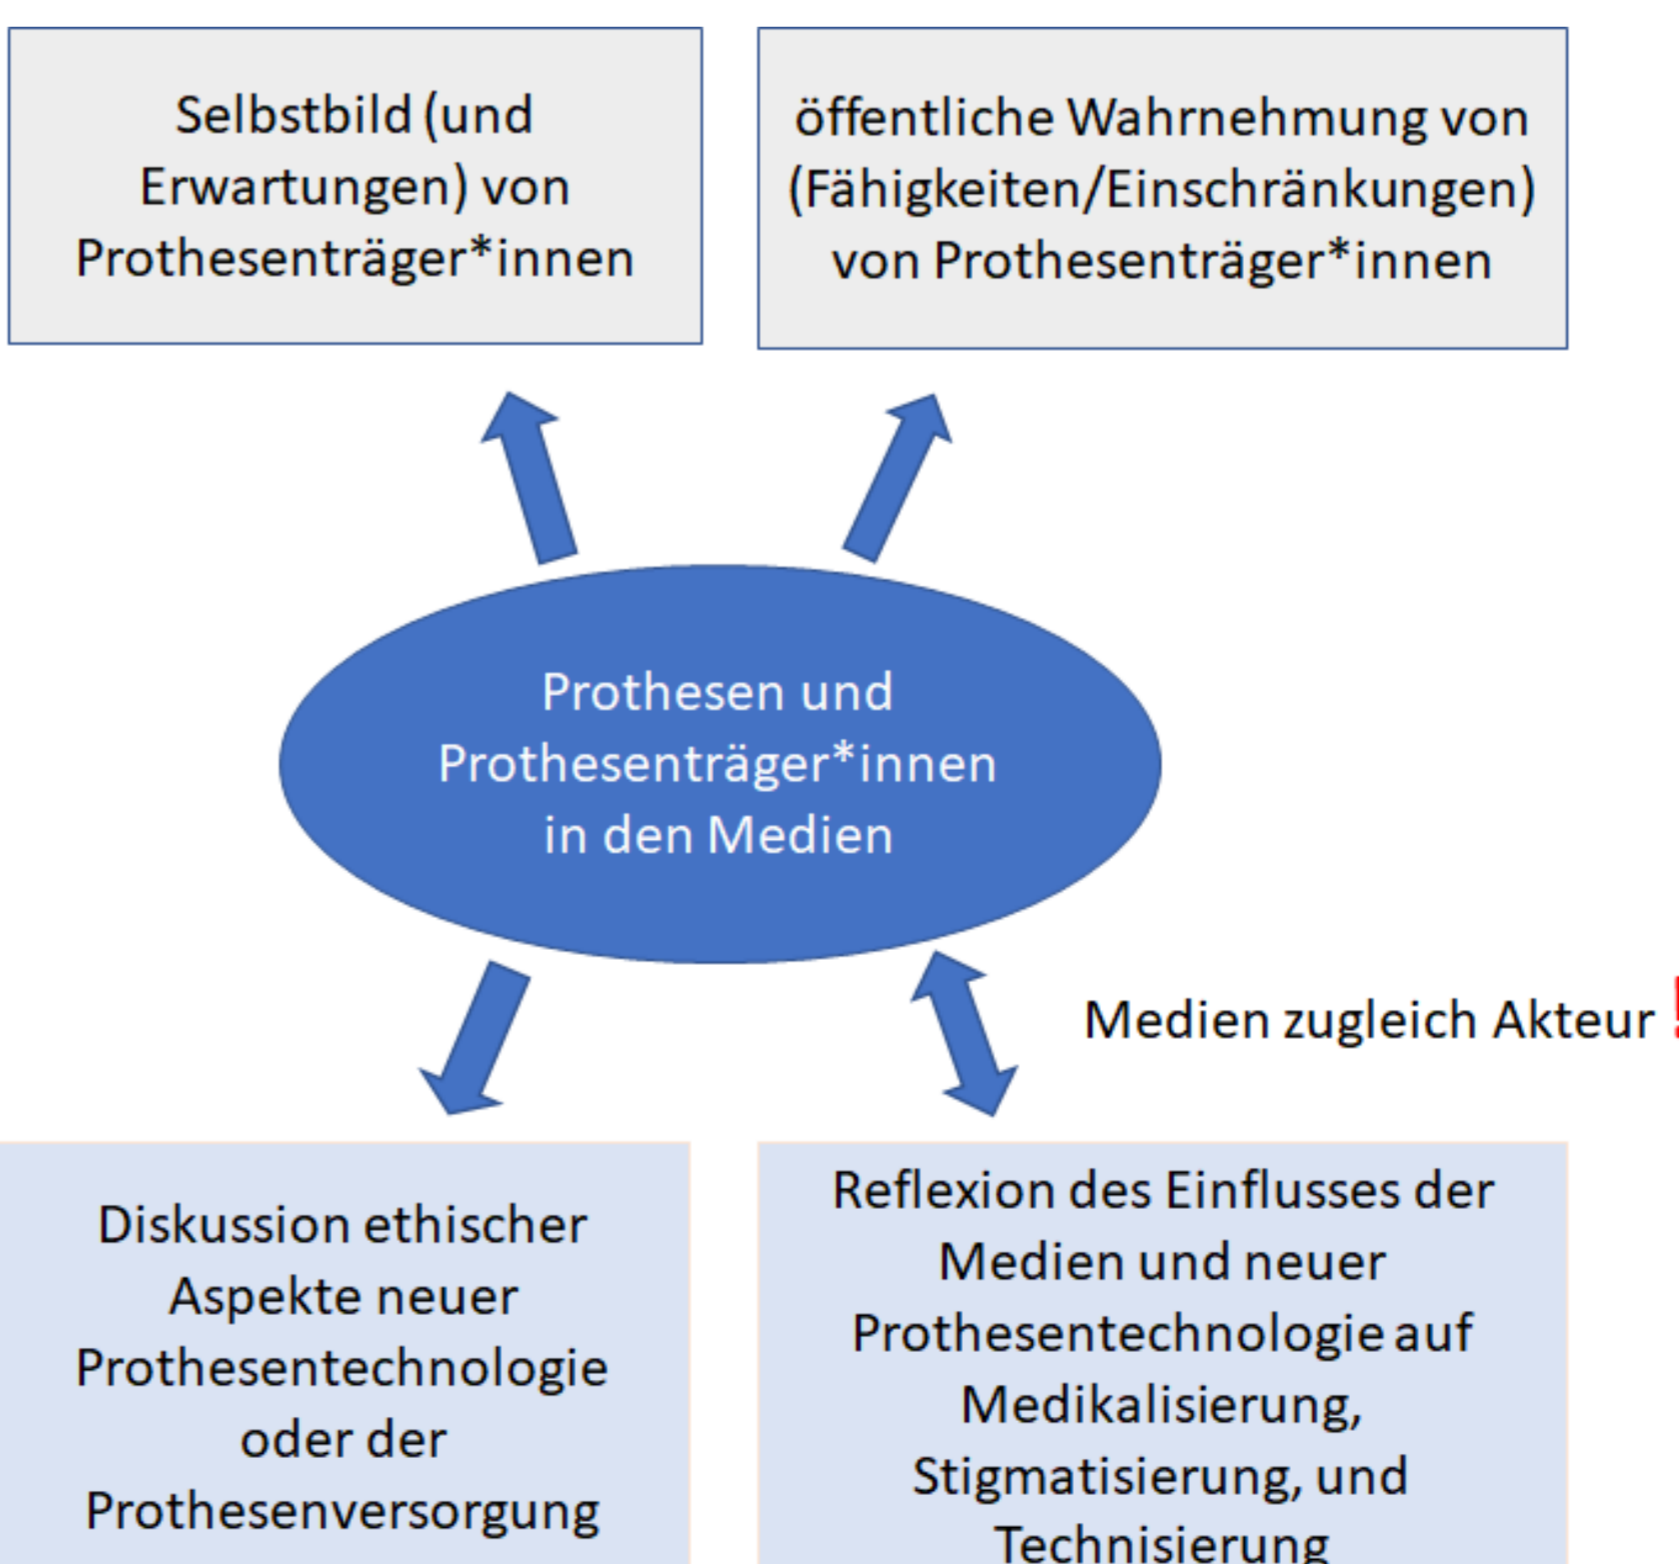 Selbstbild (und
Erwartungen) von
Prothesenträger*innen
öffentliche Wahrnehmung von
(Fähigkeiten/Einschränkungen)
von Prothesenträger*innen
Prothesen und
Prothesenträger*innen
in den Medien
Medien zugleich Akteur !
Diskussion ethischer
Aspekte neuer
Prothesentechnologie
oder der
Prothesenversorgung
Reflexion des Einflusses der
Medien und neuer
Prothesentechnologie auf
Medikalisierung,
Stigmatisierung, und
Technisierung